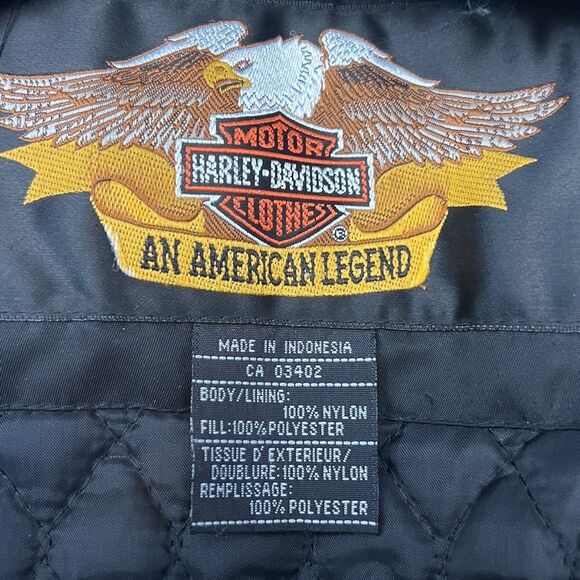 MOTOR
HARLEY-DAVIDSON
CLOTHES
®
AN AMERICAN LEGEND
MADE IN INDONESIA
CA 03402
BODY/LINING:
100% NYLON
FILL:100% POLYESTER
TISSUE D'EXTERIEUR/
DOUBLURE:100% NYLON
REMPLISSAGE:
100% POLYESTER